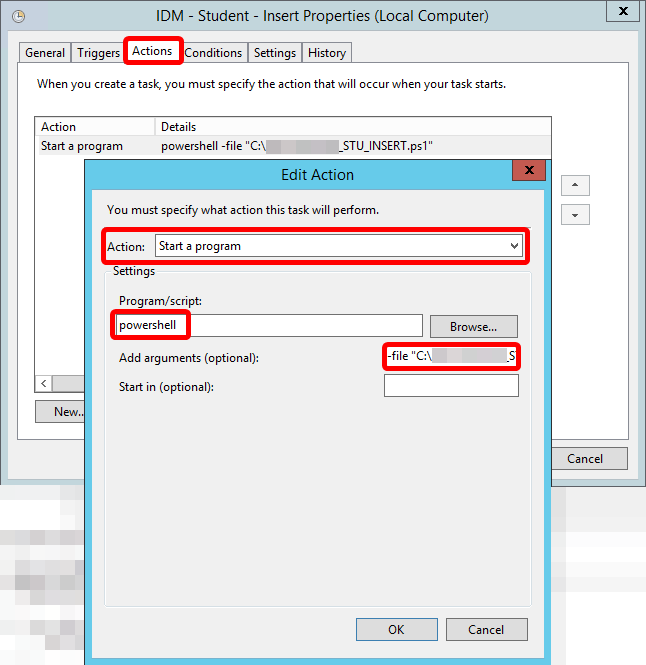 IDM - Student - Insert Properties (Local Computer)
x
General Triggers Actions Conditions Settings History
When you create a task, you must specify the action that will occur when your task starts.
Action Details
Start a program powershell -file "C:\ _STU_INSERT.ps1"
Edit Action
x
You must specify what action this task will perform.
Action: Start a program
Settings
Program/script:
powershell
Browse...
Add arguments (optional): -file "C:\ _S
Start in (optional):
New...
Cancel
OK Cancel